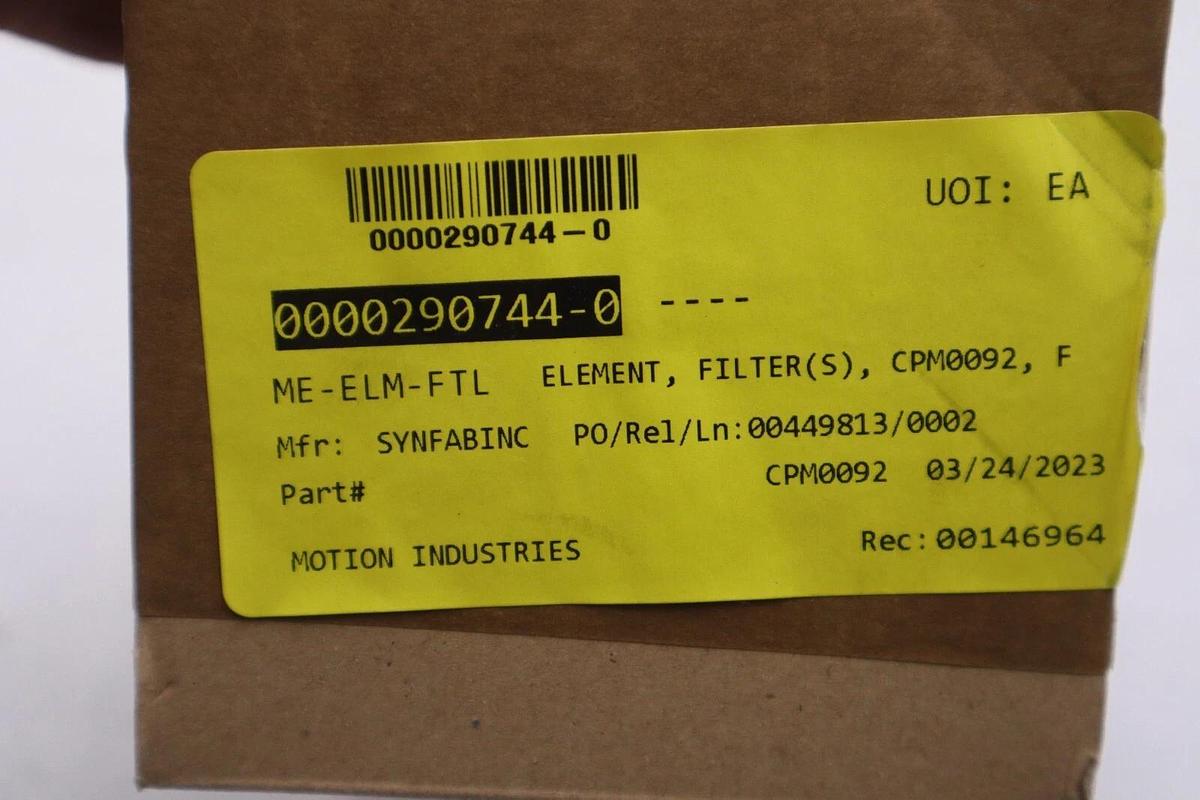 0000290744-0
UOI: EA
0000290744-0 ----
ME-ELM-FTL ELEMENT, FILTER(S), CPM0092, F
Mfr: SYNFABINC PO/Rel/Ln:00449813/0002
Part# CPM0092 03/24/2023
MOTION INDUSTRIES Rec:00146964